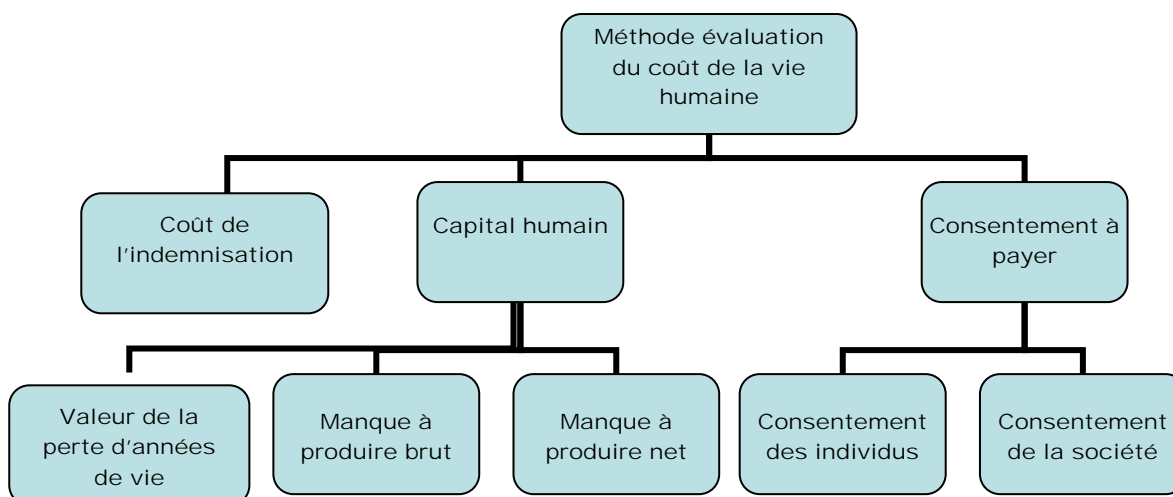 Méthode évaluation
du coût de la vie
humaine
Coût de
l'indemnisation
Capital humain
Consentement à
payer
Valeur de la
perte d'années
de vie
Manque à
produire brut
Manque à
produire net
Consentement
des individus
Consentement
de la société